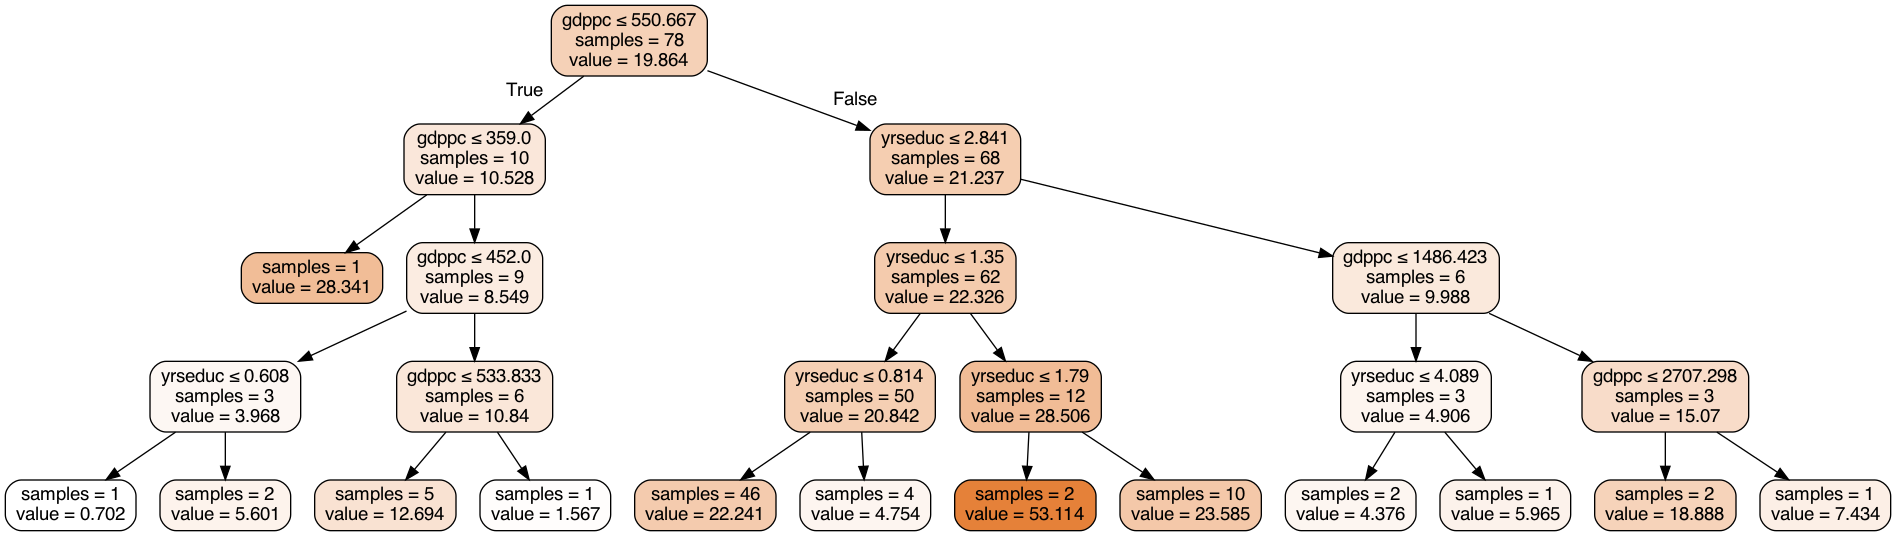 gdppc ≤ 550.667
samples = 78
value = 19.864
True
False
gdppc ≤ 359.0
samples = 10
value = 10.528
yrseduc ≤ 2.841
samples = 68
value = 21.237
samples = 1
value = 28.341
gdppc ≤ 452.0
samples = 9
value = 8.549
yrseduc ≤ 1.35
samples = 62
value = 22.326
gdppc ≤ 1486.423
samples = 6
value = 9.988
yrseduc ≤ 0.608
samples = 3
value = 3.968
gdppc ≤ 533.833
samples = 6
value = 10.84
yrseduc ≤ 0.814
samples = 50
value = 20.842
yrseduc ≤ 1.79
samples = 12
value = 28.506
yrseduc ≤ 4.089
samples = 3
value = 4.906
gdppc ≤ 2707.298
samples = 3
value = 15.07
samples = 1
value = 0.702
samples = 2
value = 5.601
samples = 5
value = 12.694
samples = 1
value = 1.567
samples = 46
value = 22.241
samples = 4
value = 4.754
samples = 2
value = 53.114
samples = 10
value = 23.585
samples = 2
value = 4.376
samples = 1
value = 5.965
samples = 2
value = 18.888
samples = 1
value = 7.434